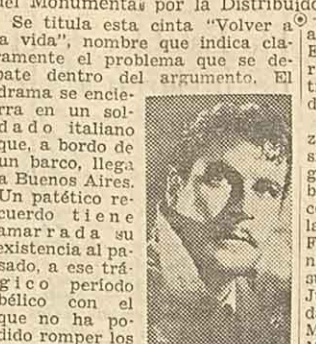 del Monumental por la Distribuido
Se titula esta cinta "Volver a
a vida", nombre que indica cla-
ramente el problema que se de-
bate dentro del argumento. El
drama se encie-
rra en un sol-
dado italiano
que, a bordo de
un barco, llega
a Buenos Aires.
Un patético re-
cuerdo tiene
amarrada su
existencia al pa-
sado, a ese trá-
gico período
bélico con el
que no ha po-
dido romper los